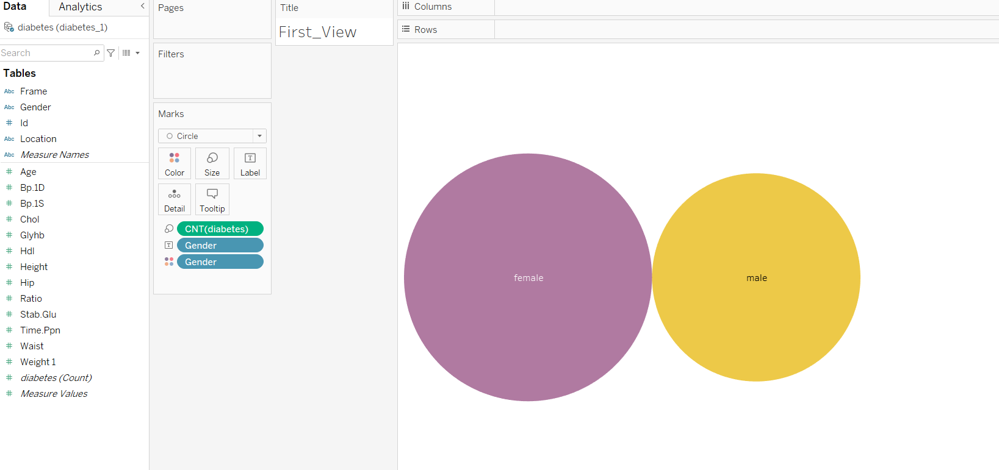 Data
Analytics
diabetes (diabetes_1)
Search
Tables
Abc Frame
Abc Gender
# Id
Abc Location
Abc Measure Names
# Age
# Bp.1D
# Bp.1S
# Chol
# Glyhb
# Hdl
# Height
# Hip
# Ratio
# Stab.Glu
# Time.Ppn
# Waist
# Weight 1
# diabetes (Count)
# Measure Values
Pages
Filters
Marks
Circle
Color
Size
T
Label
Detail
Tooltip
CNT(diabetes)
T Gender
Gender
Title
First_View
Columns
Rows
female
male